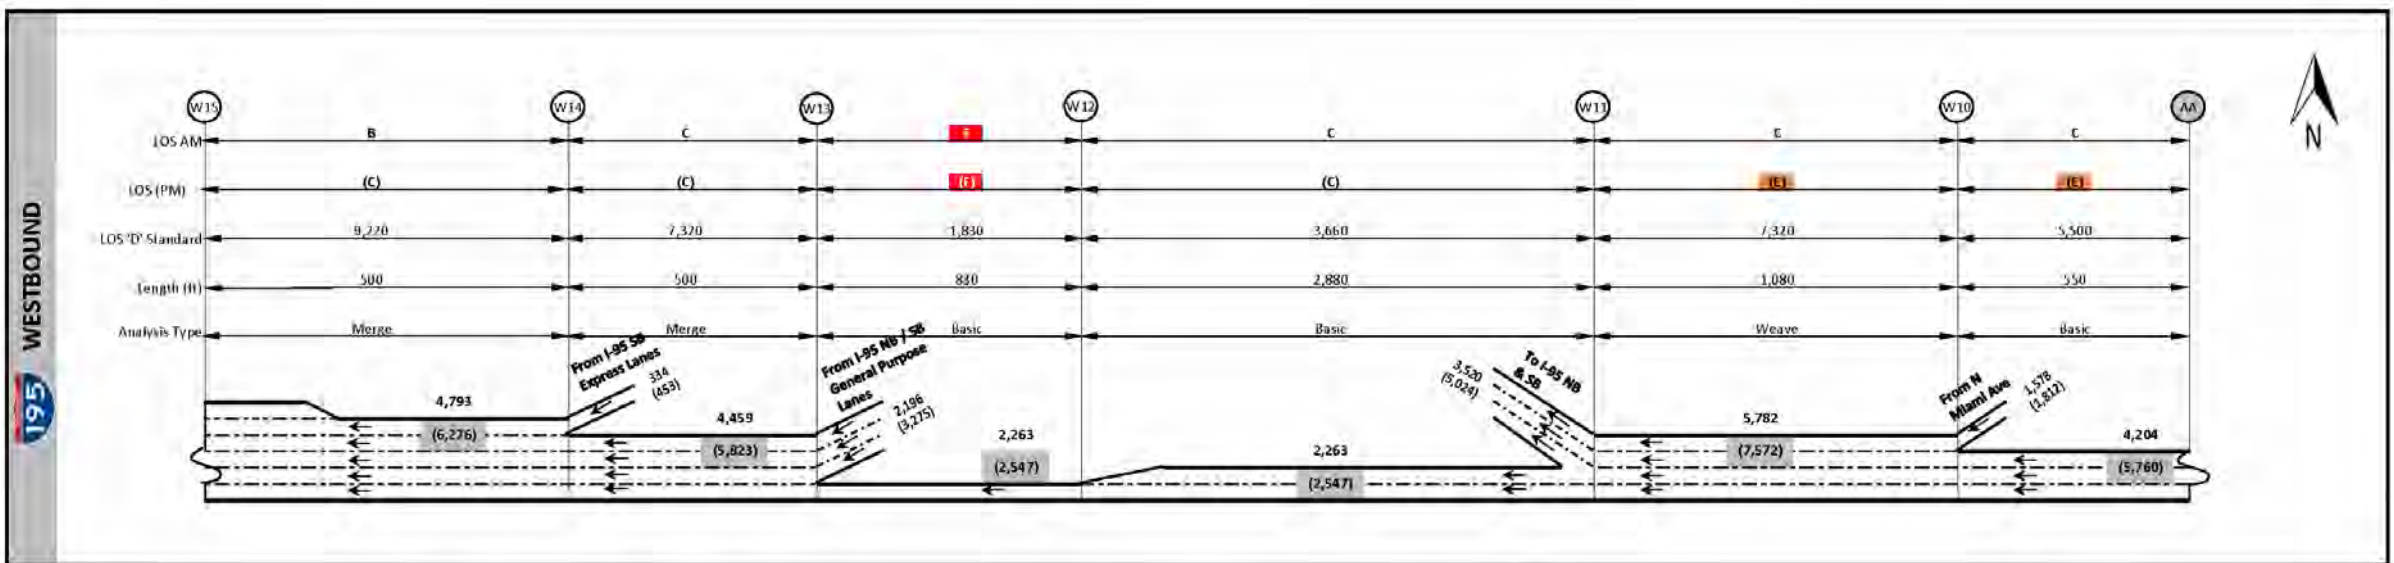 WESTBOUND
195
W15 W14 W13 W12 W11 W10 AA
N
LOS AM B C F C C
LOS (PM) (C) (C) (F) (C) (E) (E)
LOS 'D' Standard 9,220 7,320 1,830 3,660 7,320 5,500
Length (ft) 500 500 830 2,880 1,080 550
Analysis Type Merge Merge Basic Basic Weave Basic
From I-95 SB
Express Lanes
334
(453)
From I-95 NB / SB
General Purpose
Lanes
2,196
(3,275)
To I-95 NB
& SB
3,520
(5,024)
From N
Miami Ave
1,578
(1,812)
4,793
(6,276)
4,459
(5,823)
2,263
(2,547)
2,263
(2,547)
5,782
(7,572)
4,204
(5,760)